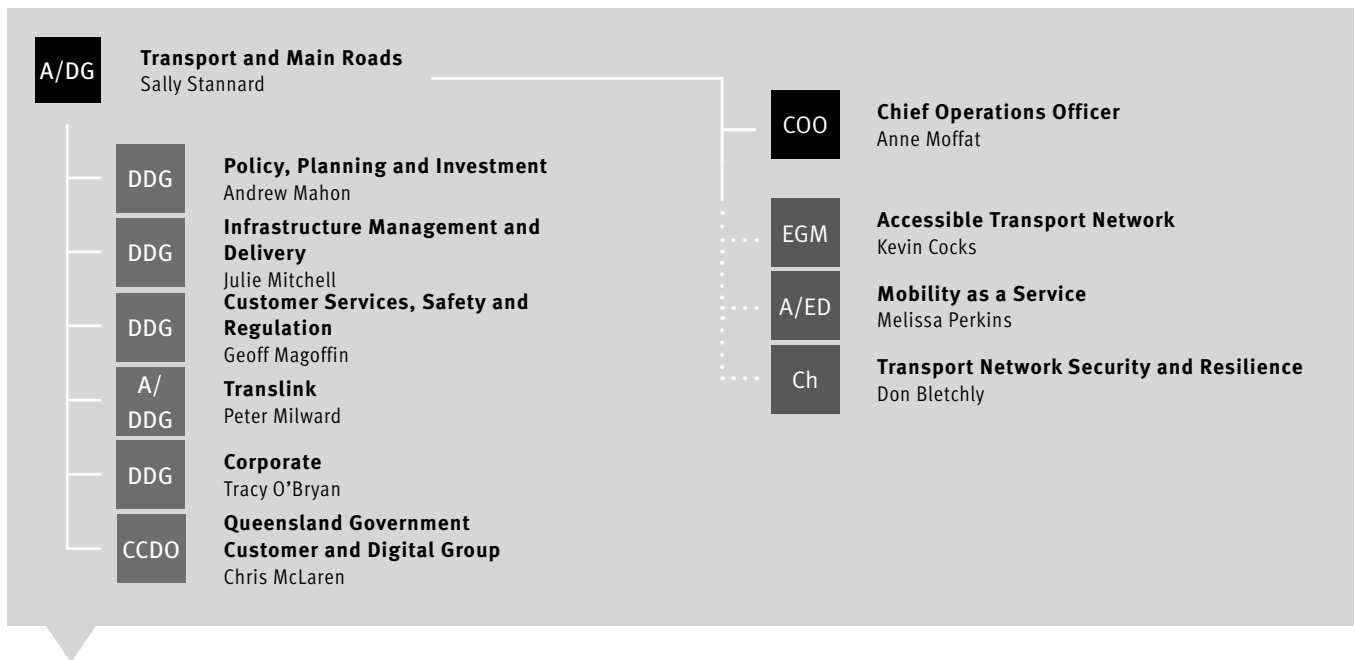 A/DG
Transport and Main Roads
Sally Stannard
DDG
Policy, Planning and Investment
Andrew Mahon
DDG
Infrastructure Management and
Delivery
Julie Mitchell
DDG
Customer Services, Safety and
Regulation
Geoff Magoffin
A/
DDG
Translink
Peter Milward
DDG
Corporate
Tracy O’Bryan
CCDO
Queensland Government
Customer and Digital Group
Chris McLaren
COO
Chief Operations Officer
Anne Moffat
EGM
Accessible Transport Network
Kevin Cocks
A/ED
Mobility as a Service
Melissa Perkins
Ch
Transport Network Security and Resilience
Don Bletchly